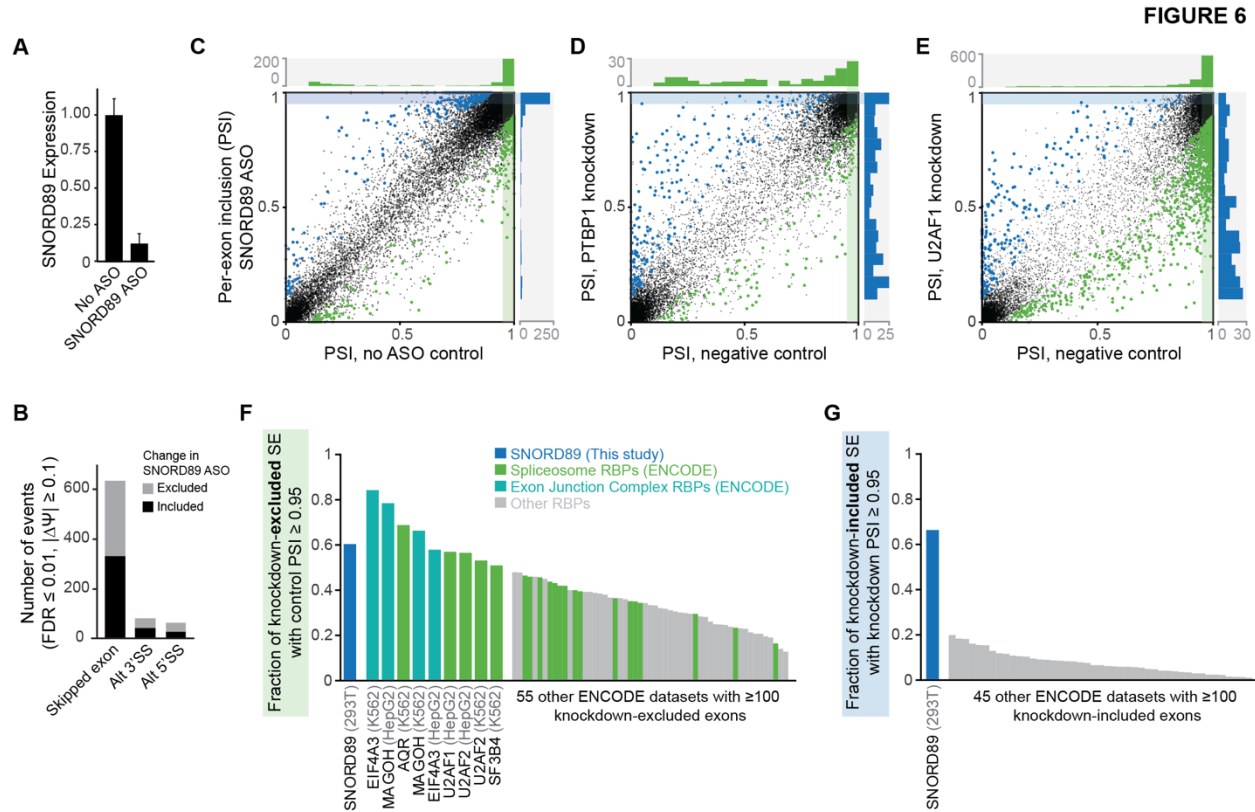 FIGURE 6
A
SNORD89 Expression
1.00
0.75
0.50
0.25
0
No ASO
SNORD89 ASO
C
200
0
Per-exon inclusion (PSI)
SNORD89 ASO
1
0.5
0
0
0.5
1
0 250
PSI, no ASO control
D
30
0
PSI, PTBP1 knockdown
1
0.5
0
0
0.5
1
0 25
PSI, negative control
E
600
0
PSI, U2AF1 knockdown
1
0.5
0
0
0.5
1
0 30
PSI, negative control
B
Number of events
(FDR ≤ 0.01, |ΔΨ| ≥ 0.1)
600
400
200
0
Change in
SNORD89 ASO
Excluded
Included
Skipped exon
Alt 3'SS
Alt 5'SS
F
Fraction of knockdown-excluded SE
with control PSI ≥ 0.95
1.0
0.8
0.6
0.4
0.2
0
SNORD89 (This study)
Spliceosome RBPs (ENCODE)
Exon Junction Complex RBPs (ENCODE)
Other RBPs
SNORD89 (293T)
EIF4A3 (K562)
MAGOH (HepG2)
AQR (K562)
MAGOH (K562)
EIF4A3 (HepG2)
U2AF1 (HepG2)
U2AF2 (HepG2)
U2AF2 (K562)
SF3B4 (K562)
55 other ENCODE datasets with ≥100
knockdown-excluded exons
G
Fraction of knockdown-included SE
with knockdown PSI ≥ 0.95
1.0
0.8
0.6
0.4
0.2
0
SNORD89 (293T)
45 other ENCODE datasets with ≥100
knockdown-included exons